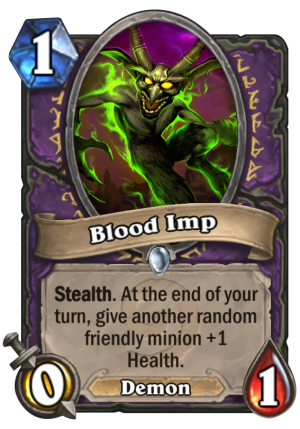 1
Blood Imp
Stealth. At the end of your
turn, give another random
friendly minion +1
Health.
0
Demon
1